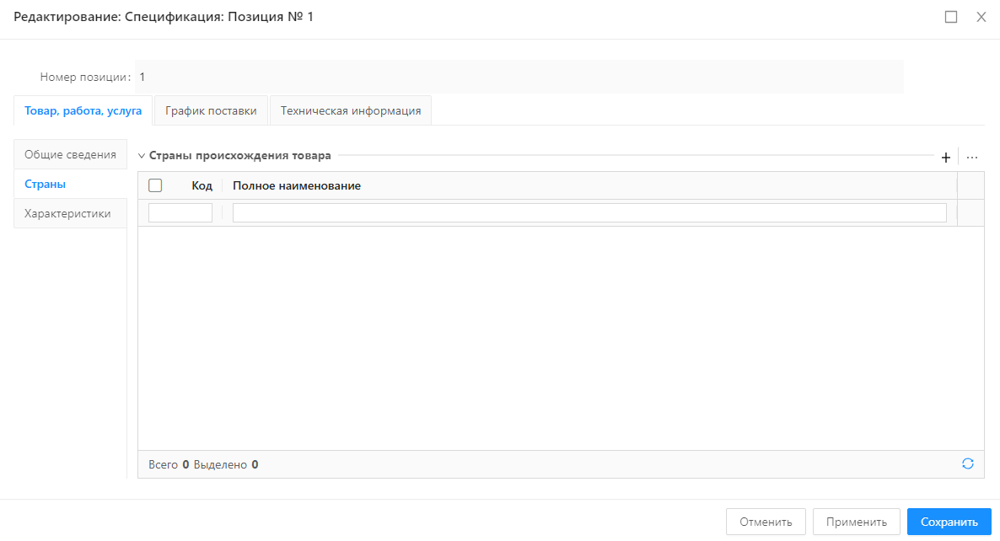 Редактирование: Спецификация: Позиция № 1
Номер позиции: 1
Товар, работа, услуга График поставки Техническая информация
Общие сведения
Страны
Характеристики
Страны происхождения товара
Код Полное наименование
Всего 0 Выделено 0
Отменить Применить Сохранить